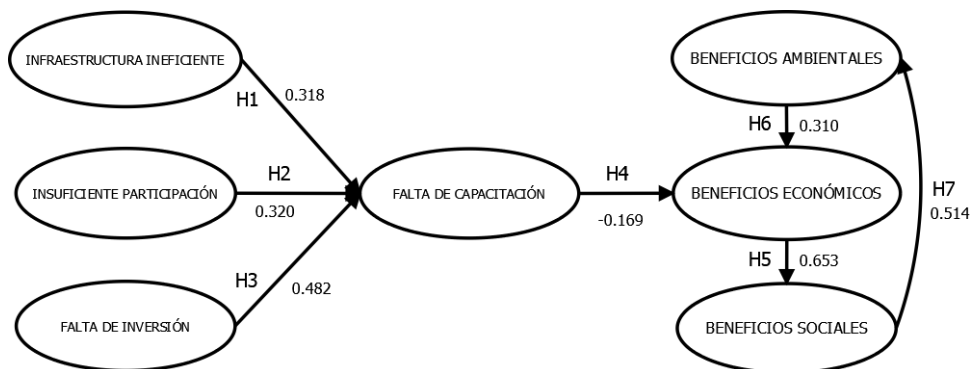 INFRAESTRUCTURA INEFICIENTE
H1
0.318
INSUFICIENTE PARTICIPACIÓN
H2
0.320
FALTA DE INVERSIÓN
H3
0.482
FALTA DE CAPACITACIÓN
H4
-0.169
BENEFICIOS AMBIENTALES
H6
0.310
BENEFICIOS ECONÓMICOS
H5
0.653
BENEFICIOS SOCIALES
H7
0.514